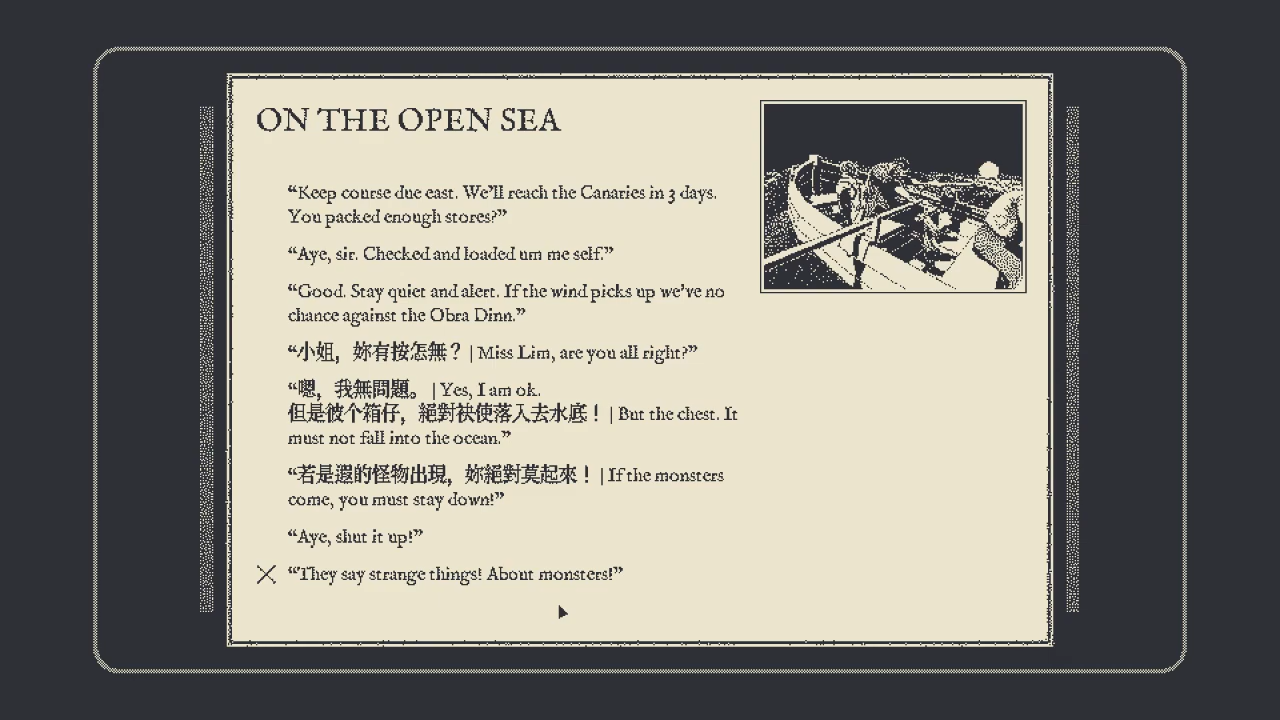 ON THE OPEN SEA
“Keep course due east. We’ll reach the Canaries in 3 days.
You packed enough stores?”
“Aye, sir. Checked and loaded um me self.”
“Good. Stay quiet and alert. If the wind picks up we’ve no
chance against the Obra Dinn.”
“小姐，妳有按怎無？ | Miss Lim, are you all right?”
“嗯，我無問題。 | Yes, I am ok.
但是彼个箱仔，絕對袂使落入去水底！ | But the chest. It
must not fall into the ocean.”
“若是遐的怪物出現，妳絕對莫起來！ | If the monsters
come, you must stay down!”
“Aye, shut it up!”
“They say strange things! About monsters!”